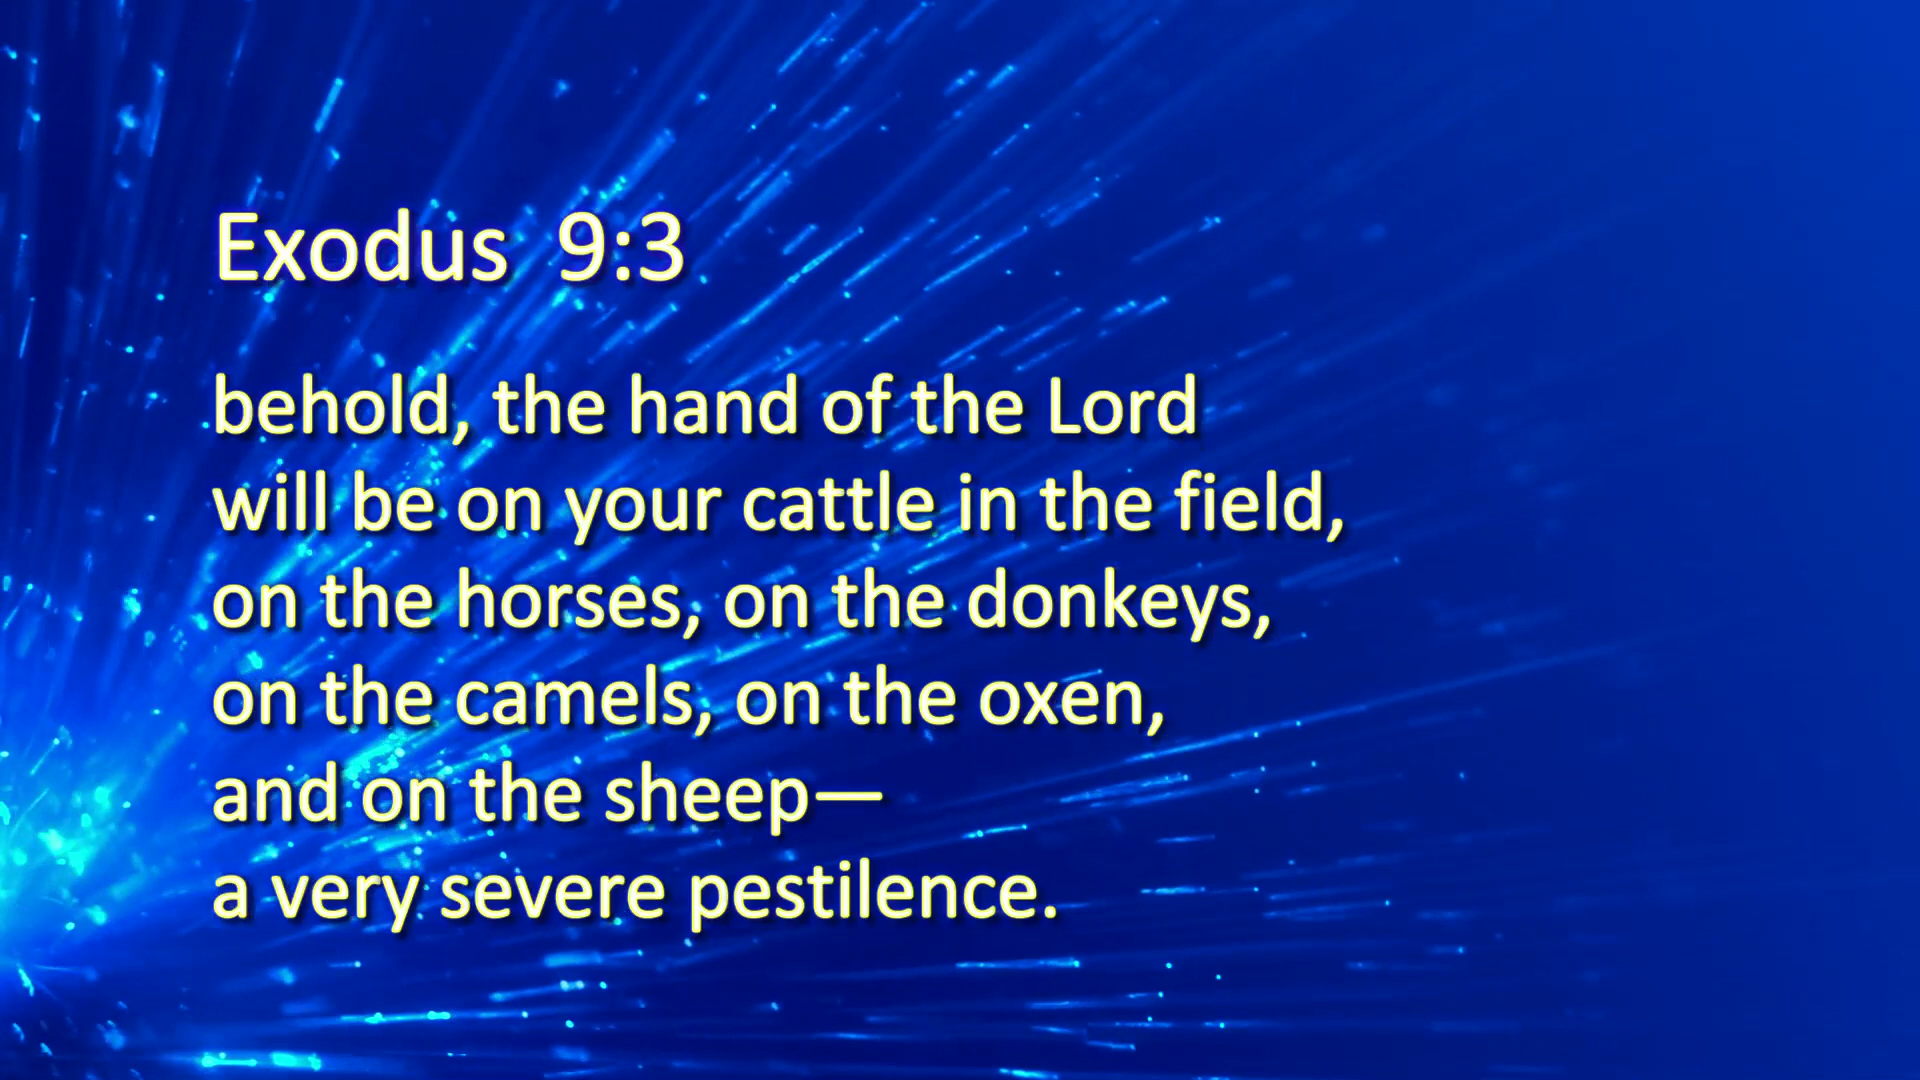 Exodus  9:3
behold, the hand of the Lord
will be on your cattle in the field,
on the horses, on the donkeys,
on the camels, on the oxen,
and on the sheep—
a very severe pestilence.